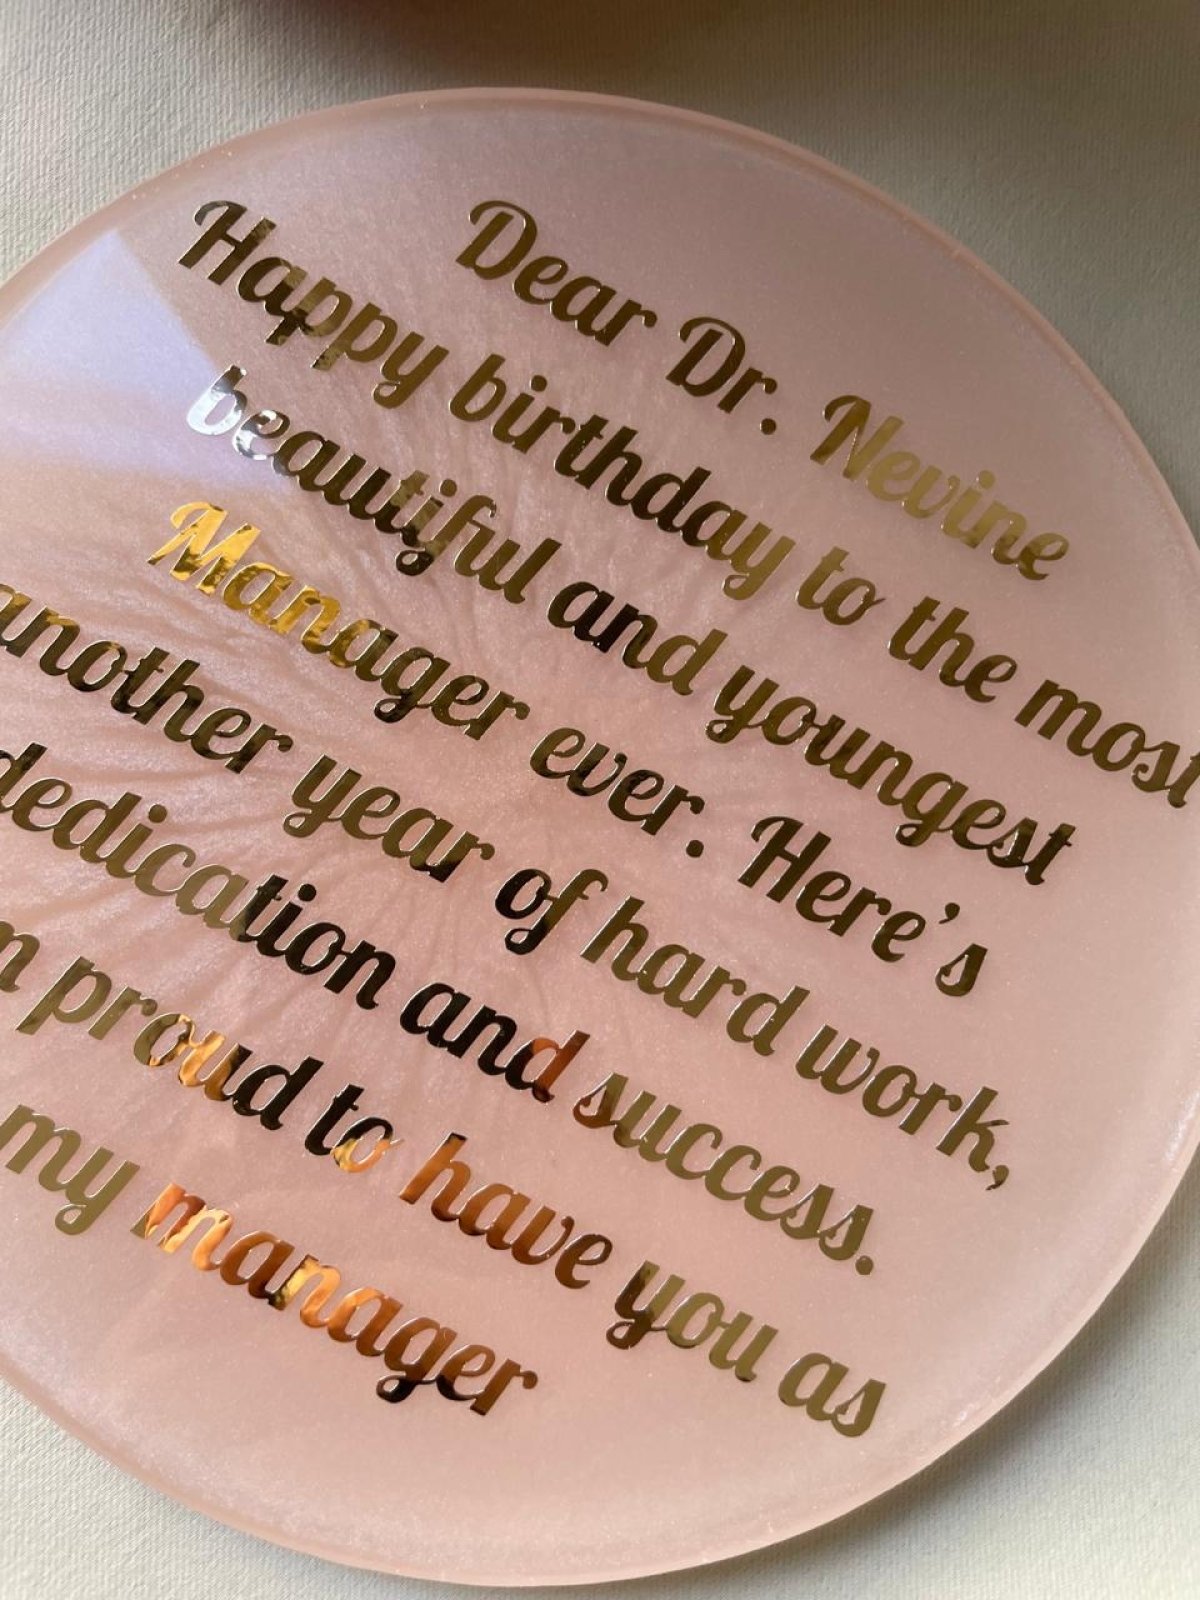 Dear Dr. Nevine
Happy birthday to the most
beautiful and youngest
Manager ever. Here's
another year of hard work,
dedication and success.
proud to have you as
my manager